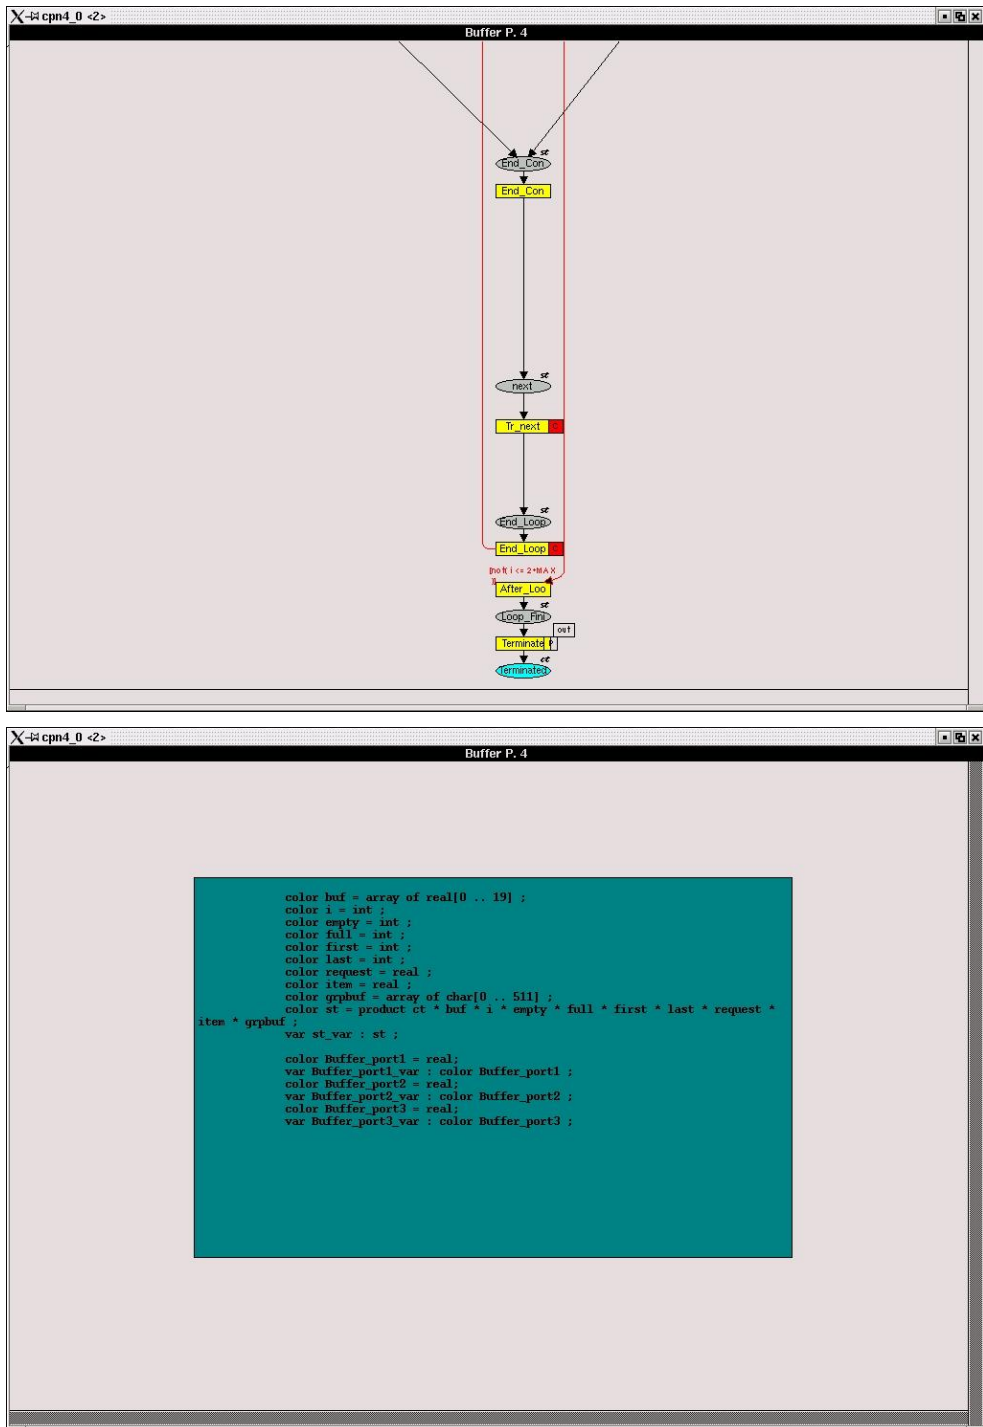 cpn4_0 <2>
Buffer P. 4
st
End_Con
End_Con
st
next
Tr_next C
st
End_Loop
End_Loop C
[not( i <= 2*MAX
)]
After_Loo
st
Loop_Fini
out
Terminate P
ct
Terminated
cpn4_0 <2>
Buffer P. 4
color buf = array of real[0 .. 19] ;
color i = int ;
color empty = int ;
color full = int ;
color first = int ;
color last = int ;
color request = real ;
color item = real ;
color grpbuf = array of char[0 .. 511] ;
color st = product ct * buf * i * empty * full * first * last * request *
item * grpbuf ;
var st_var : st ;
color Buffer_port1 = real;
var Buffer_port1_var : color Buffer_port1 ;
color Buffer_port2 = real;
var Buffer_port2_var : color Buffer_port2 ;
color Buffer_port3 = real;
var Buffer_port3_var : color Buffer_port3 ;